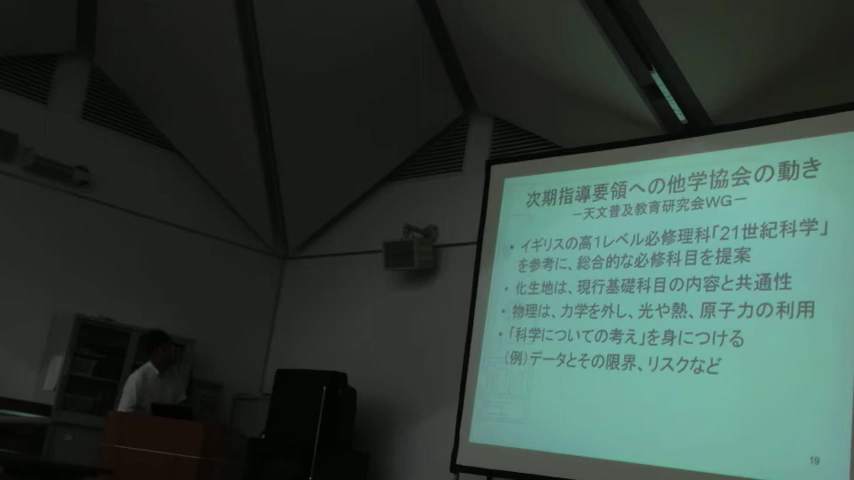 次期指導要領への他学協会の動き
－天文普及教育研究会WG－
・イギリスの高1レベル必修理科「21世紀科学」
を参考に、総合的な必修科目を提案
・化生地は、現行基礎科目の内容と共通性
・物理は、力学を外し、光や熱、原子力の利用
・「科学についての考え」を身につける
（例）データとその限界、リスクなど
19